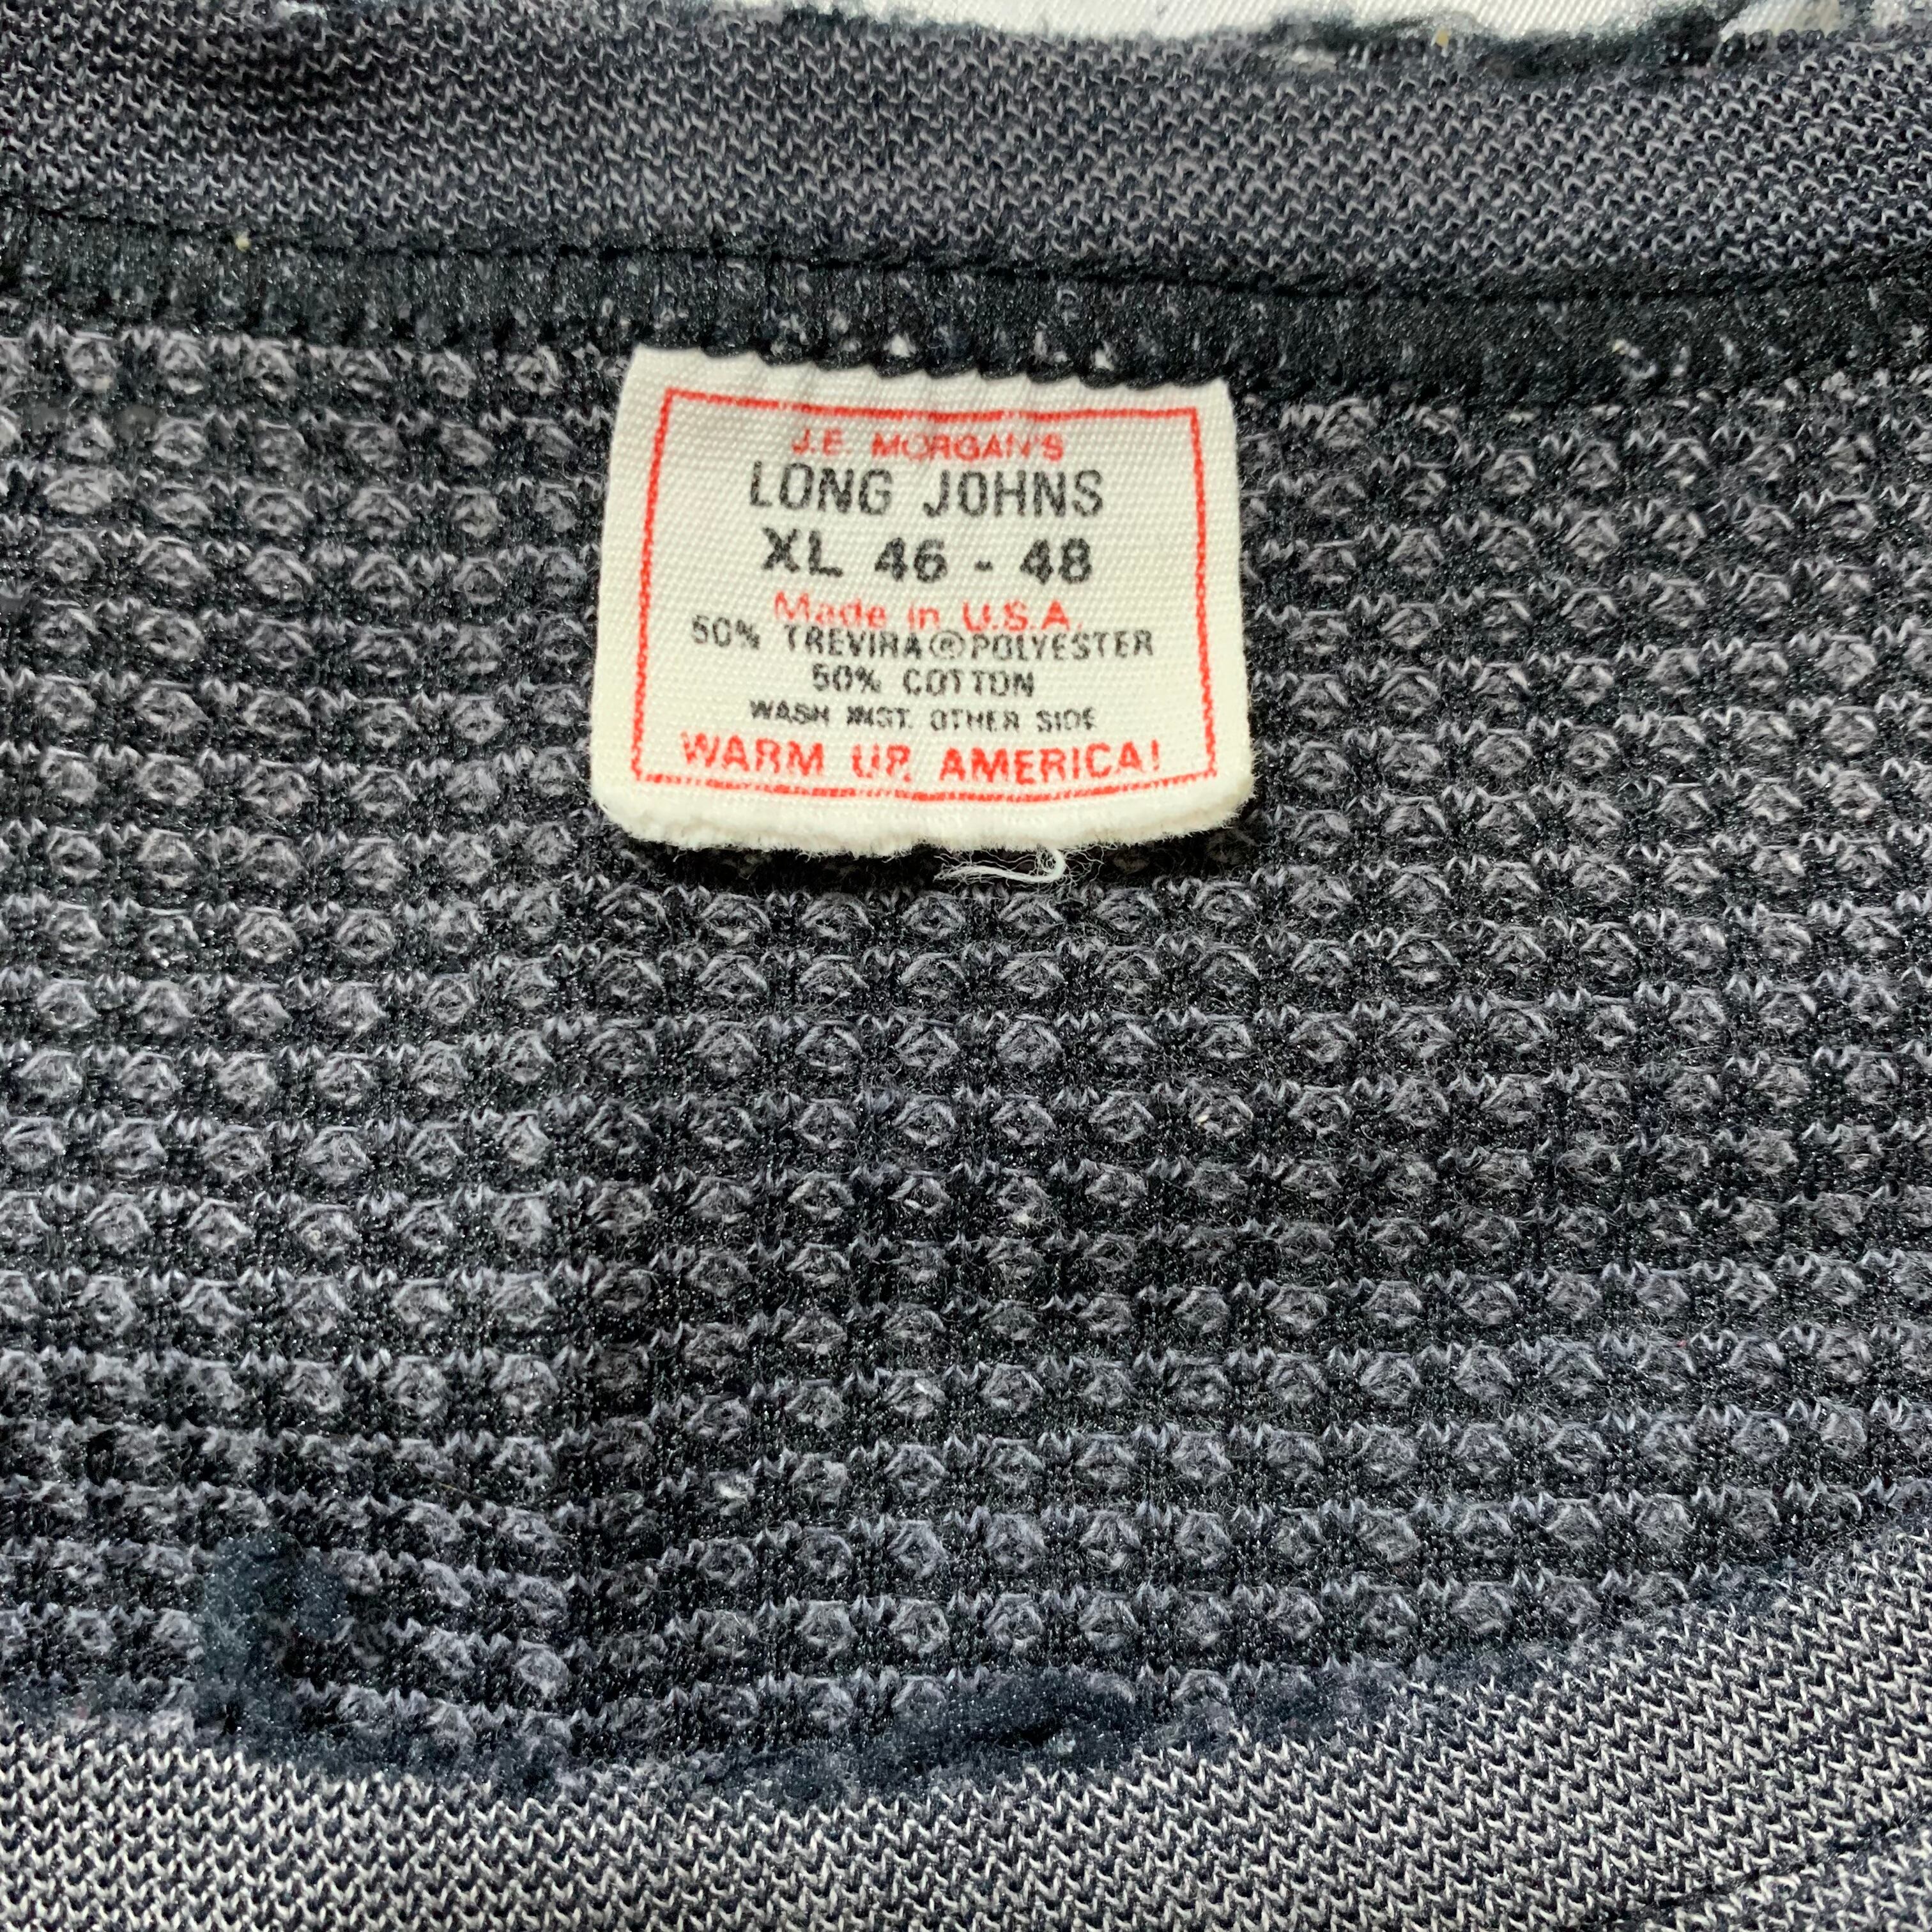 J.E. MORGAN'S
LONG JOHNS
XL 46 - 48
Made in U.S.A.
50% TREVIRA®POLYESTER
50% COTTON
WASH INST. OTHER SIDE
WARM UP, AMERICA!